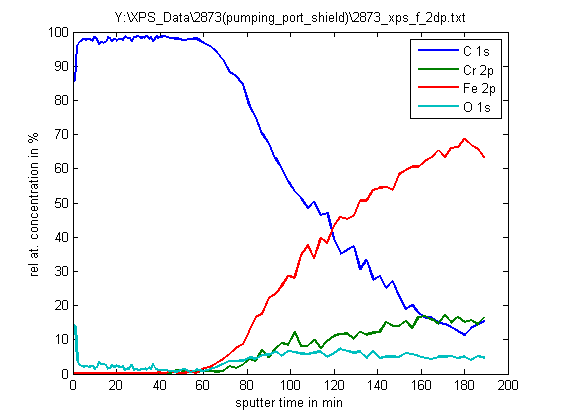 Y:\XPS_Data\2873(pumping_port_shield)\2873_xps_f_2dp.txt
100
90
80
70
60
50
40
30
20
10
0
rel at. concentration in %
C 1s
Cr 2p
Fe 2p
O 1s
0 20 40 60 80 100 120 140 160 180 200
sputter time in min